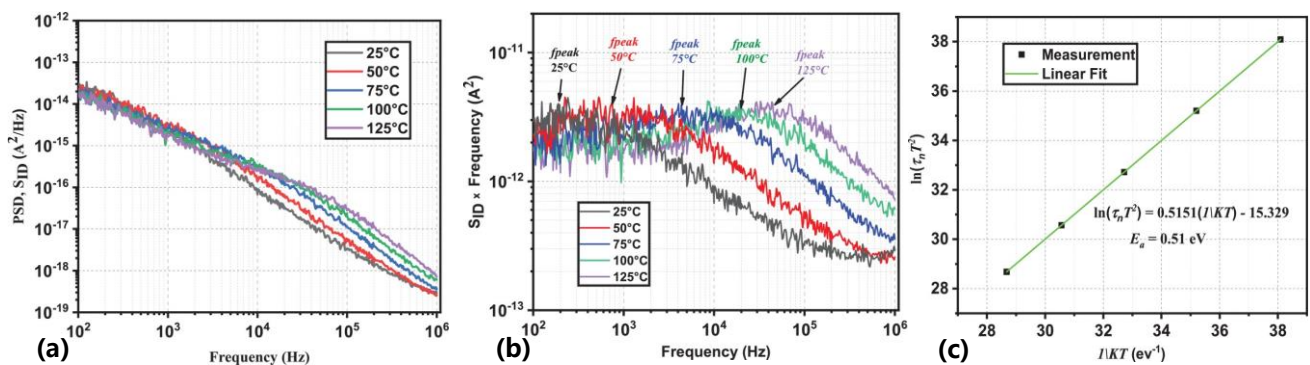 10⁻¹²
10⁻¹³
10⁻¹⁴
10⁻¹⁵
10⁻¹⁶
10⁻¹⁷
10⁻¹⁸
10⁻¹⁹
PSD, S_ID (A²/Hz)
25°C
50°C
75°C
100°C
125°C
10² 10³ 10⁴ 10⁵ 10⁶
(a) Frequency (Hz)
10⁻¹¹
10⁻¹²
10⁻¹³
S_ID x Frequency (A²)
fpeak
25°C
fpeak
50°C
fpeak
75°C
fpeak
100°C
fpeak
125°C
25°C
50°C
75°C
100°C
125°C
10² 10³ 10⁴ 10⁵ 10⁶
(b) Frequency (Hz)
38
36
34
32
30
28
ln(τₙT²)
Measurement
Linear Fit
ln(τₙT²) = 0.5151(1\KT) - 15.329
Eₐ = 0.51 eV
28 30 32 34 36 38
(c) 1\KT (ev⁻¹)